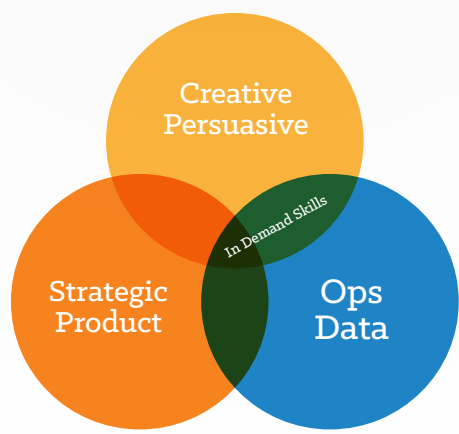 Creative
Persuasive
In Demand Skills
Strategic
Product
Ops
Data